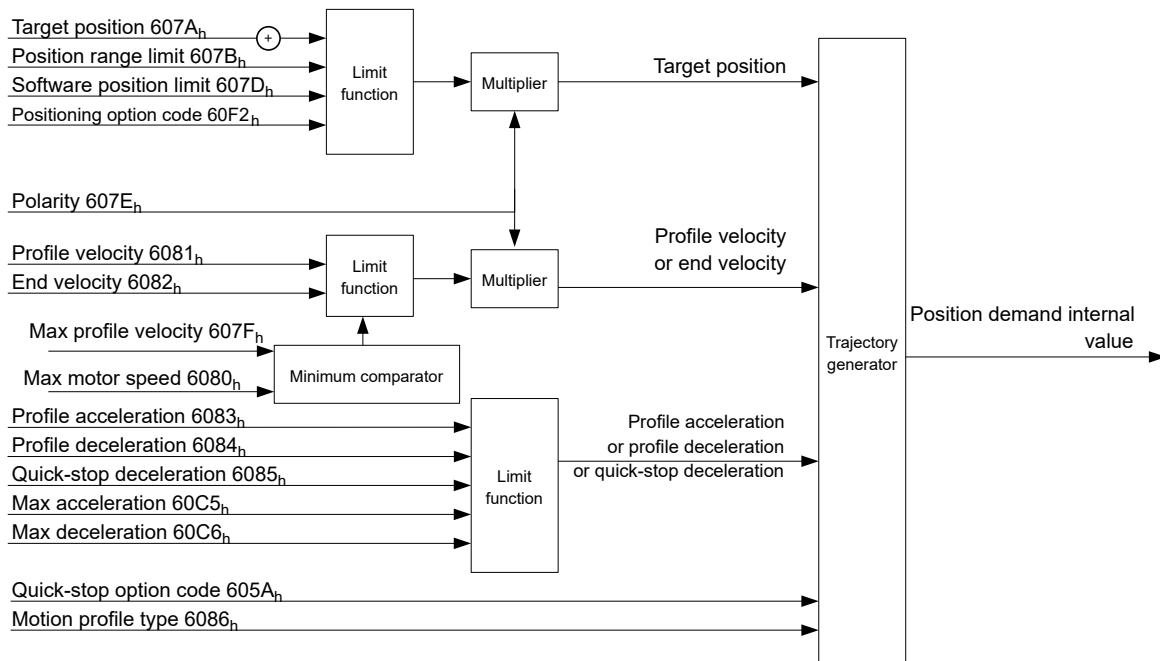 Target position 607Ah
+
Position range limit 607Bh
Software position limit 607Dh
Positioning option code 60F2h
Limit
function
Multiplier
Target position
Polarity 607Eh
Profile velocity 6081h
End velocity 6082h
Limit
function
Multiplier
Profile velocity
or end velocity
Max profile velocity 607Fh
Max motor speed 6080h
Minimum comparator
Profile acceleration 6083h
Profile deceleration 6084h
Quick-stop deceleration 6085h
Max acceleration 60C5h
Max deceleration 60C6h
Limit
function
Profile acceleration
or profile deceleration
or quick-stop deceleration
Quick-stop option code 605Ah
Motion profile type 6086h
Trajectory
generator
Position demand internal
value